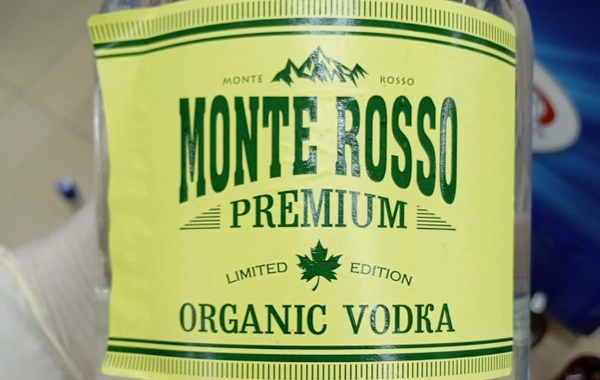 MONTE ROSSO
MONTE ROSSO
PREMIUM
LIMITED EDITION
ORGANIC VODKA